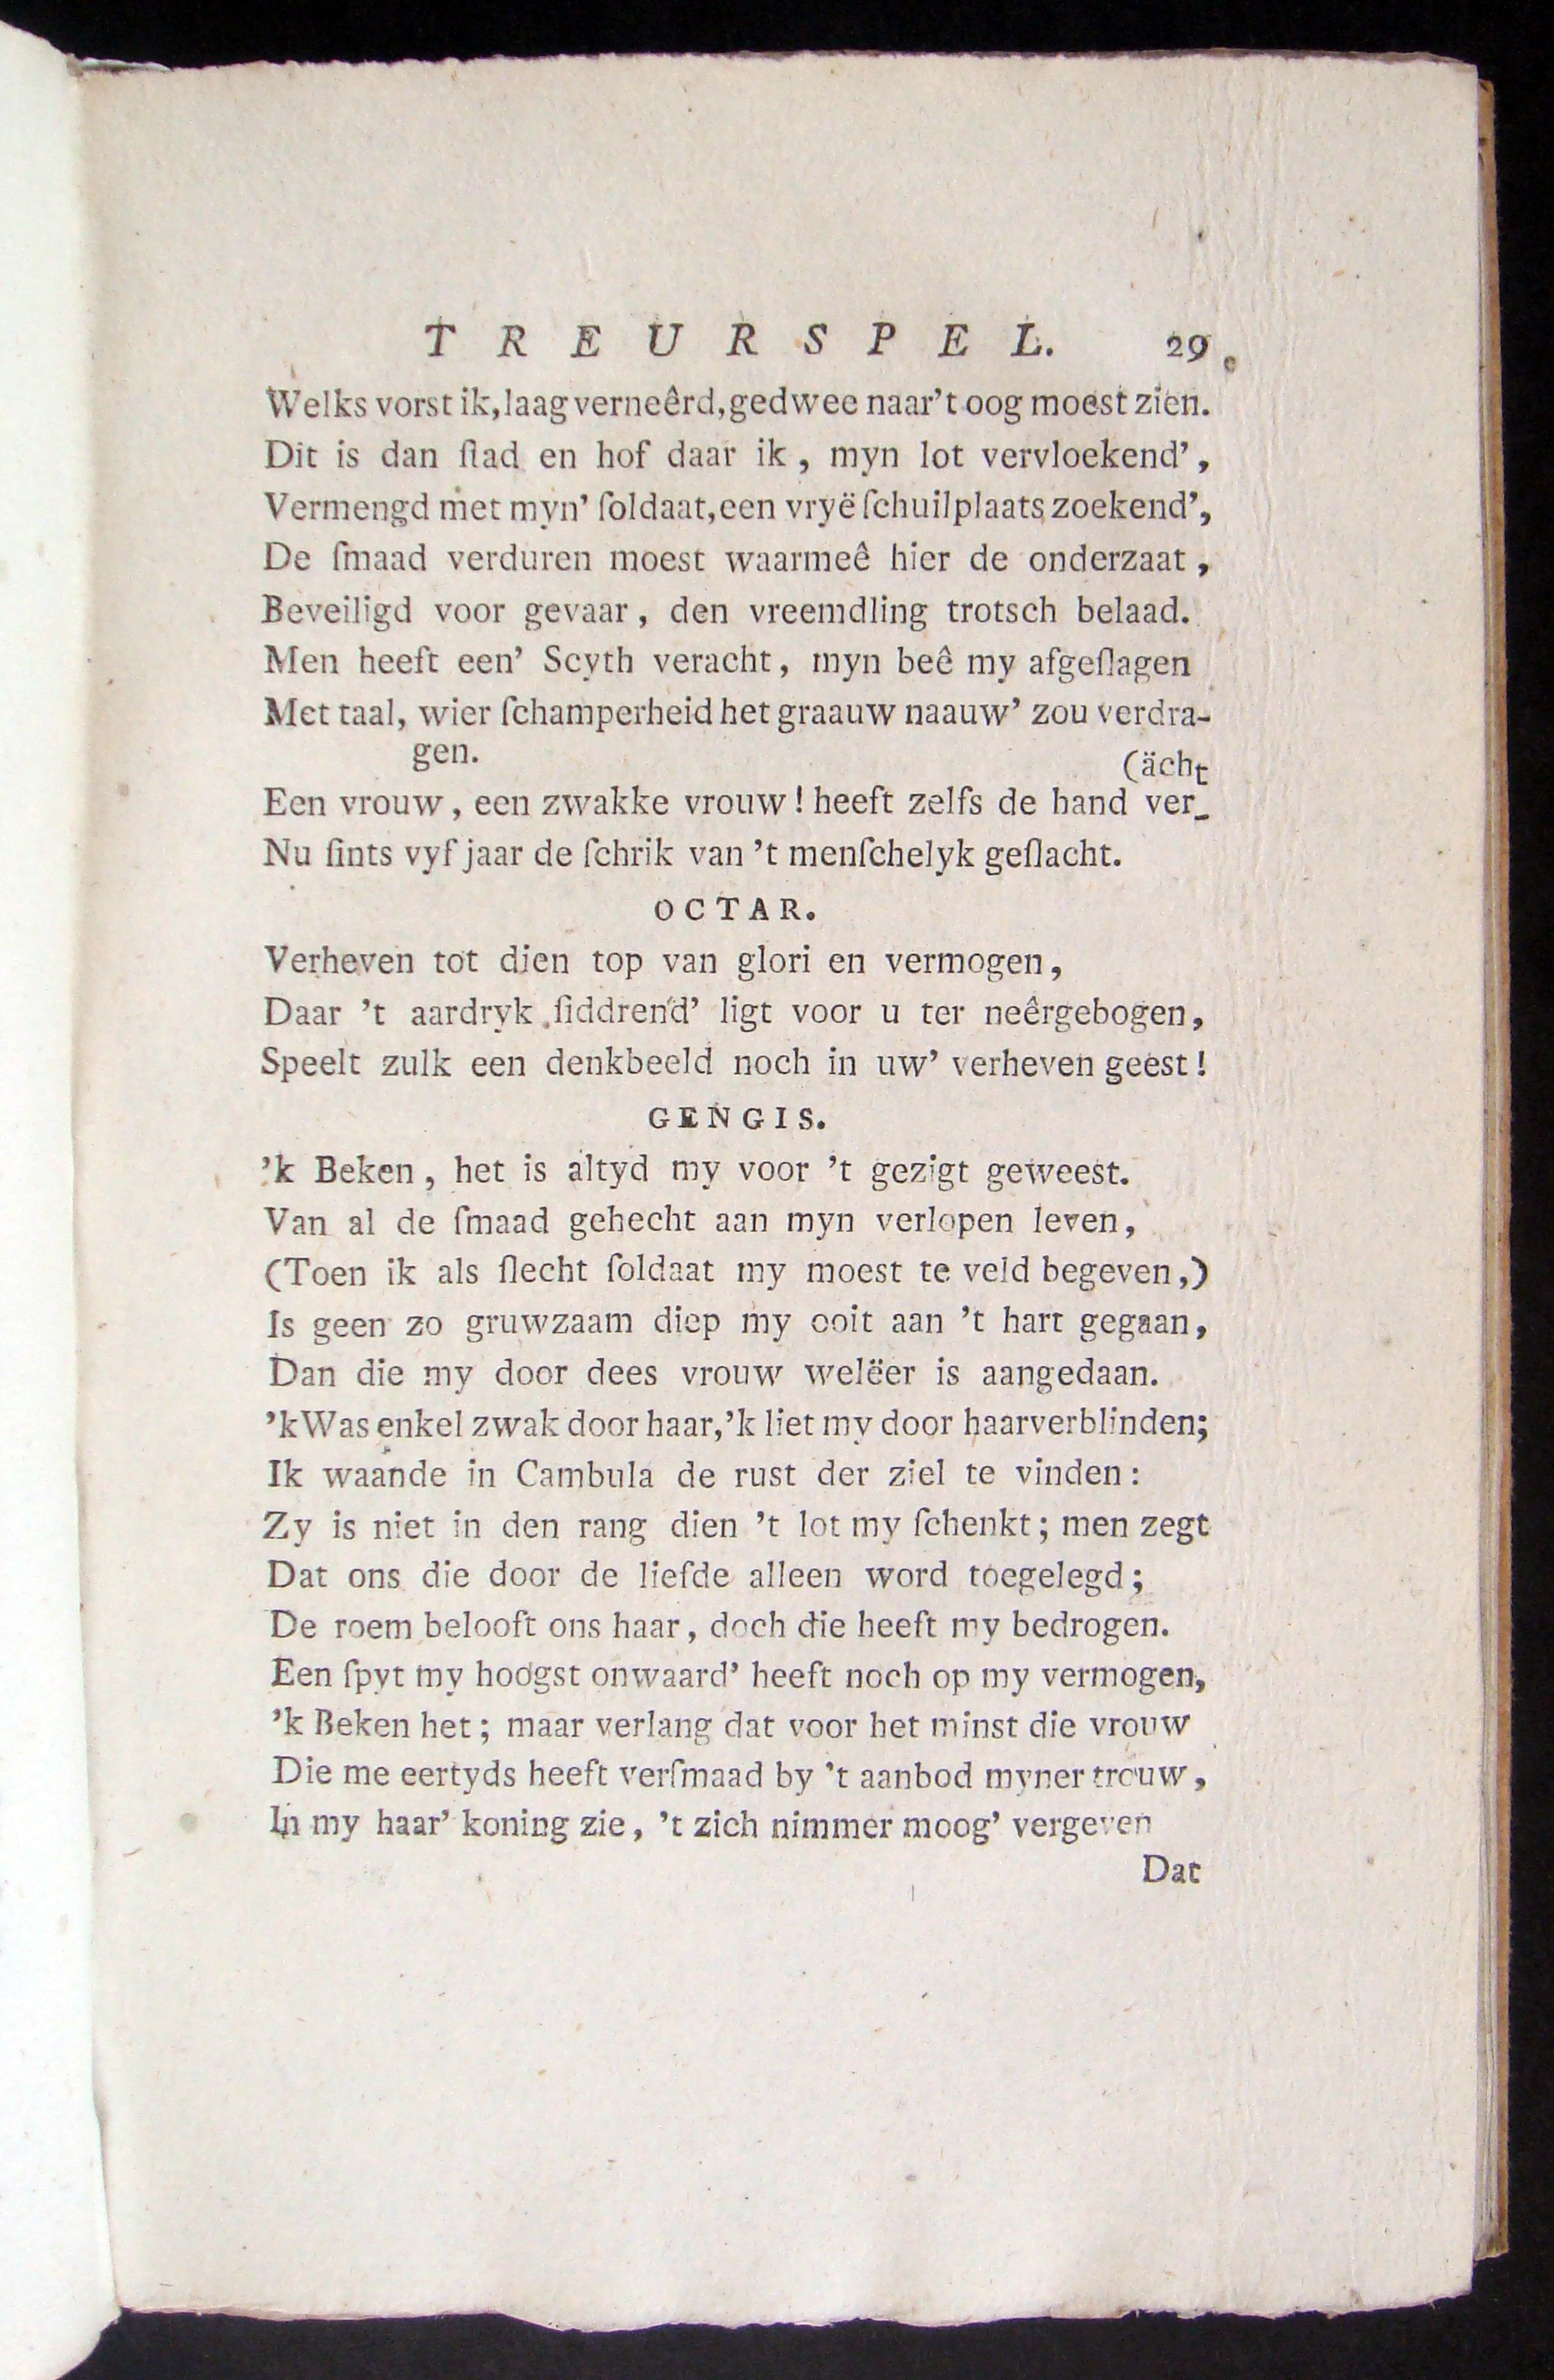 TREURSPEL. 29
Welks vorst ik, laag verneêrd, gedwee naar 't oog moest zien.
Dit is dan ſtad en hof daar ik, myn lot vervloekend',
Vermengd met myn' ſoldaat, een vryë ſchuilplaats zoekend',
De ſmaad verduren moest waarmeê hier de onderzaat,
Beveiligd voor gevaar, den vreemdling trotsch belaad.
Men heeft een' Scyth veracht, myn beê my afgeſlagen
Met taal, wier ſchamperheid het graauw naauw' zou verdra-
gen.
(ächt
Een vrouw, een zwakke vrouw! heeft zelfs de hand ver-
Nu ſints vyf jaar de ſchrik van 't menſchelyk geſlacht.
OCTAR.
Verheven tot dien top van glori en vermogen,
Daar 't aardryk ſiddrend' ligt voor u ter neêrgebogen,
Speelt zulk een denkbeeld noch in uw' verheven geest!
GENGIS.
'k Beken, het is altyd my voor 't gezigt geweest.
Van al de ſmaad gehecht aan myn verlopen leven,
(Toen ik als ſlecht ſoldaat my moest te veld begeven,)
Is geen zo gruwzaam diep my ooit aan 't hart gegaan,
Dan die my door dees vrouw welëer is aangedaan.
'k Was enkel zwak door haar, 'k liet my door haar verblinden;
Ik waande in Cambula de rust der ziel te vinden:
Zy is niet in den rang dien 't lot my ſchenkt; men zegt
Dat ons die door de liefde alleen word toegelegd;
De roem belooft ons haar, doch die heeft my bedrogen.
Een ſpyt my hoogst onwaard' heeft noch op my vermogen,
'k Beken het; maar verlang dat voor het minst die vrouw
Die me eertyds heeft verſmaad by 't aanbod myner trouw,
In my haar' koning zie, 't zich nimmer moog' vergeven
Dat